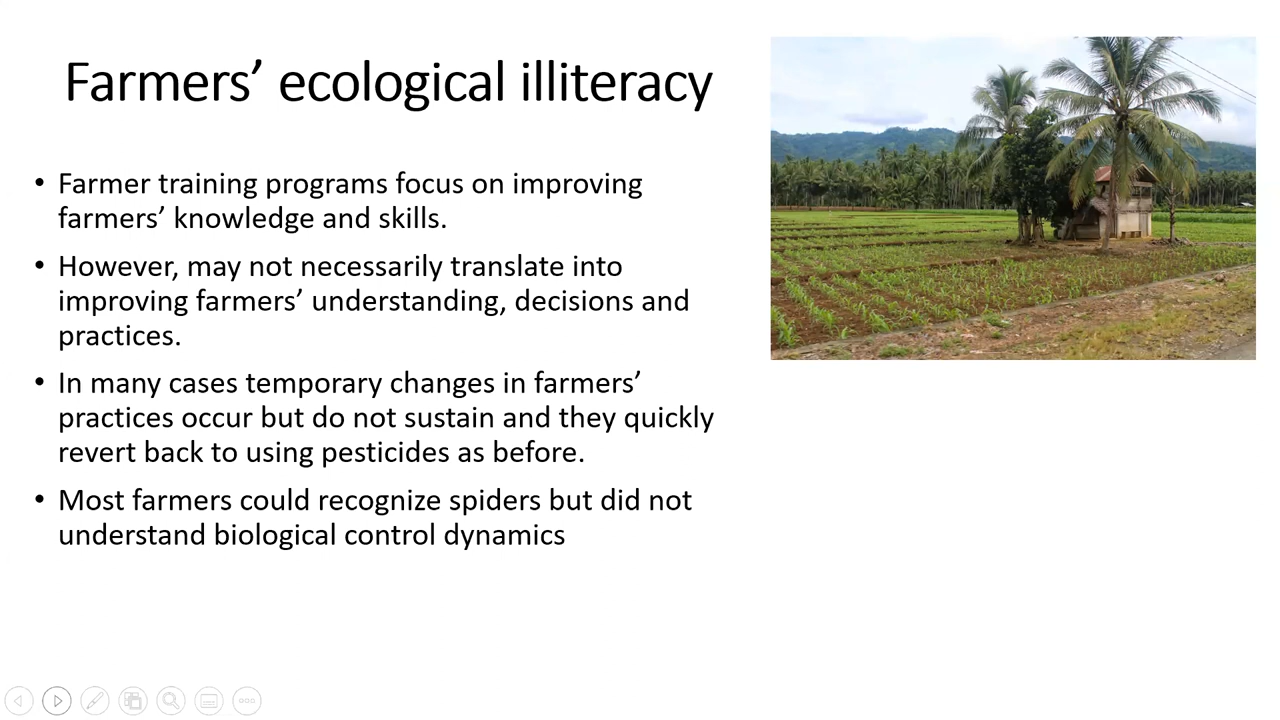 Farmers’ ecological illiteracy
• Farmer training programs focus on improving
farmers’ knowledge and skills.
• However, may not necessarily translate into
improving farmers’ understanding, decisions and
practices.
• In many cases temporary changes in farmers’
practices occur but do not sustain and they quickly
revert back to using pesticides as before.
• Most farmers could recognize spiders but did not
understand biological control dynamics